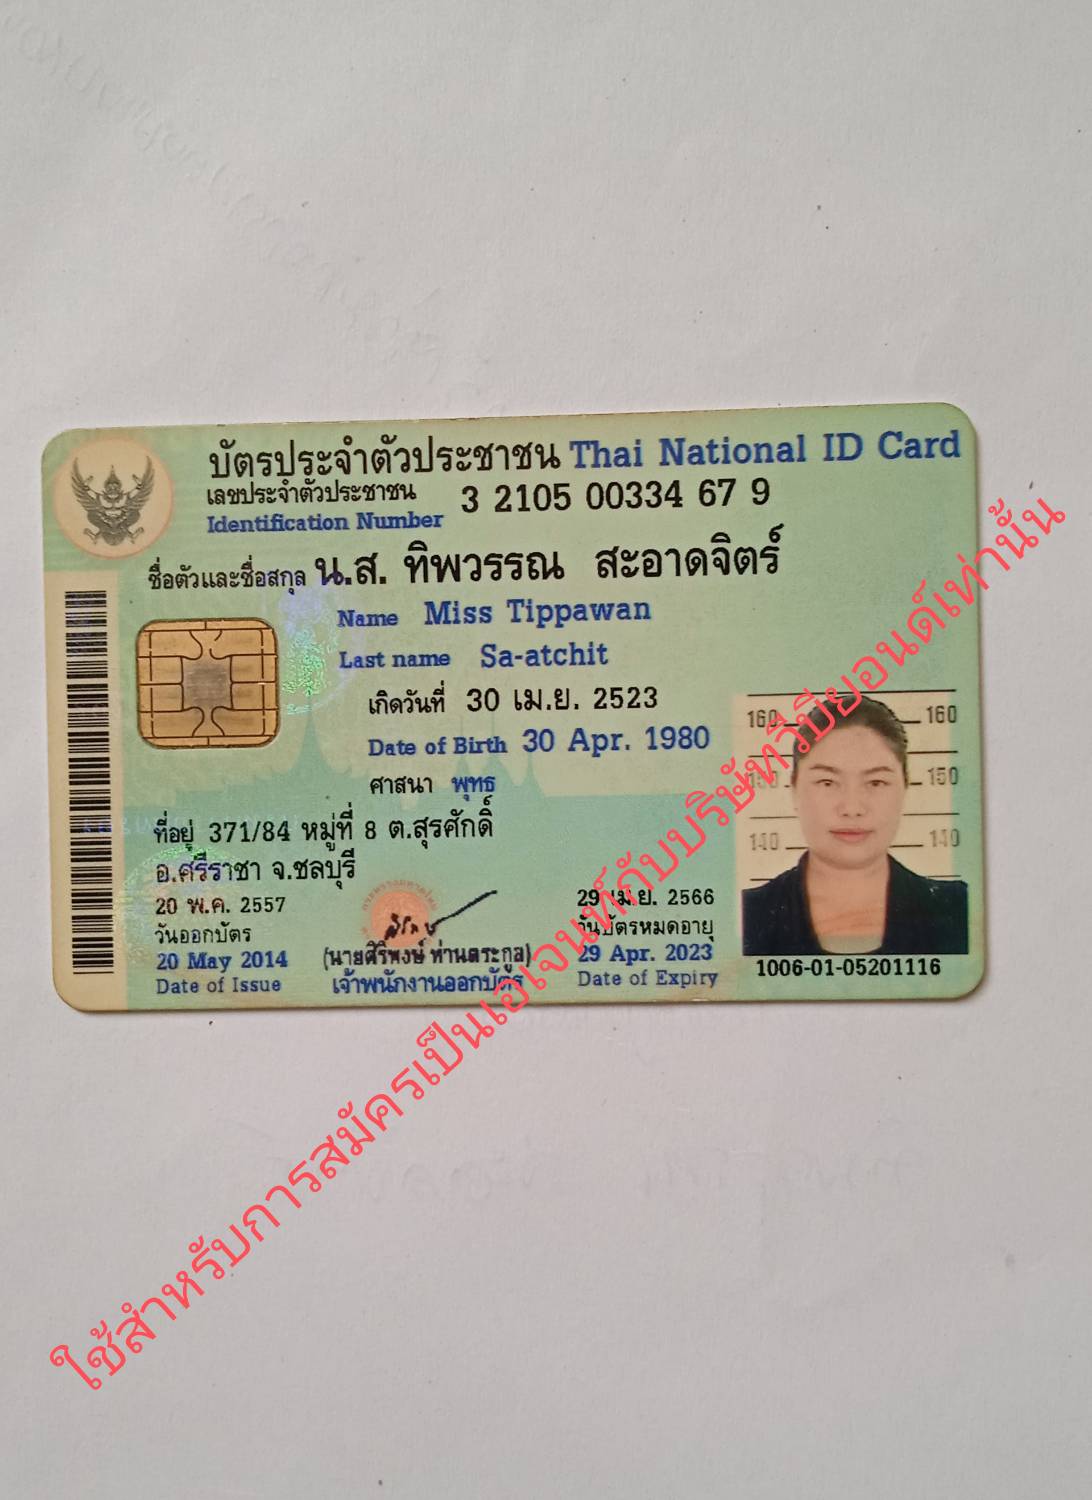 บัตรประจำตัวประชาชน Thai National ID Card
เลขประจำตัวประชาชน 3 2105 00334 67 9
Identification Number
ชื่อตัวและชื่อสกุล น.ส. ทิพวรรณ สะอาดจิตร์
Name Miss Tippawan
Last name Sa-atchit
เกิดวันที่ 30 เม.ย. 2523
Date of Birth 30 Apr. 1980
ศาสนา พุทธ
ที่อยู่ 371/84 หมู่ที่ 8 ต.สุรศักดิ์
อ.ศรีราชา จ.ชลบุรี
20 พ.ค. 2557
วันออกบัตร
20 May 2014
Date of Issue
(นายศิริพงษ์ ห่านตระกูล)
เจ้าพนักงานออกบัตร
29 เม.ย. 2566
วันบัตรหมดอายุ
29 Apr. 2023
Date of Expiry
160 160
150 150
140 140
1006-01-05201116
ใช้สำหรับการสมัครเป็นเอเจนท์กับบริษัทวีบียอนด์เท่านั้น